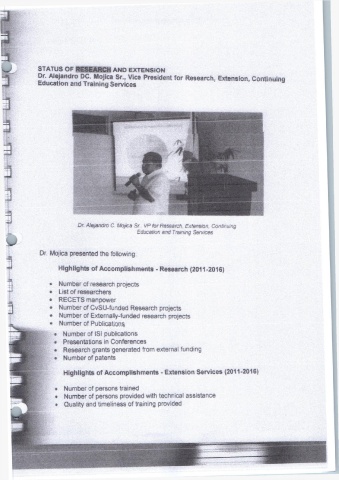 STATUS OF RESEARCH AND EXTENSION
Dr. Alejandro DC. Mojica Sr., Vice President for Research, Extension, Continuing
Education and Training Services
Dr. Alejandro C. Mojica Sr., VP for Research, Extension, Continuing
Education and Training Services
Dr. Mojica presented the following:
Highlights of Accomplishments - Research (2011-2016)
• Number of research projects
• List of researchers
• RECETS manpower
• Number of CvSU-funded Research projects
• Number of Externally-funded research projects
• Number of Publications
• Number of ISI publications
• Presentations in Conferences
• Research grants generated from external funding
• Number of patents
Highlights of Accomplishments - Extension Services (2011-2016)
• Number of persons trained
• Number of persons provided with technical assistance
• Quality and timeliness of training provided